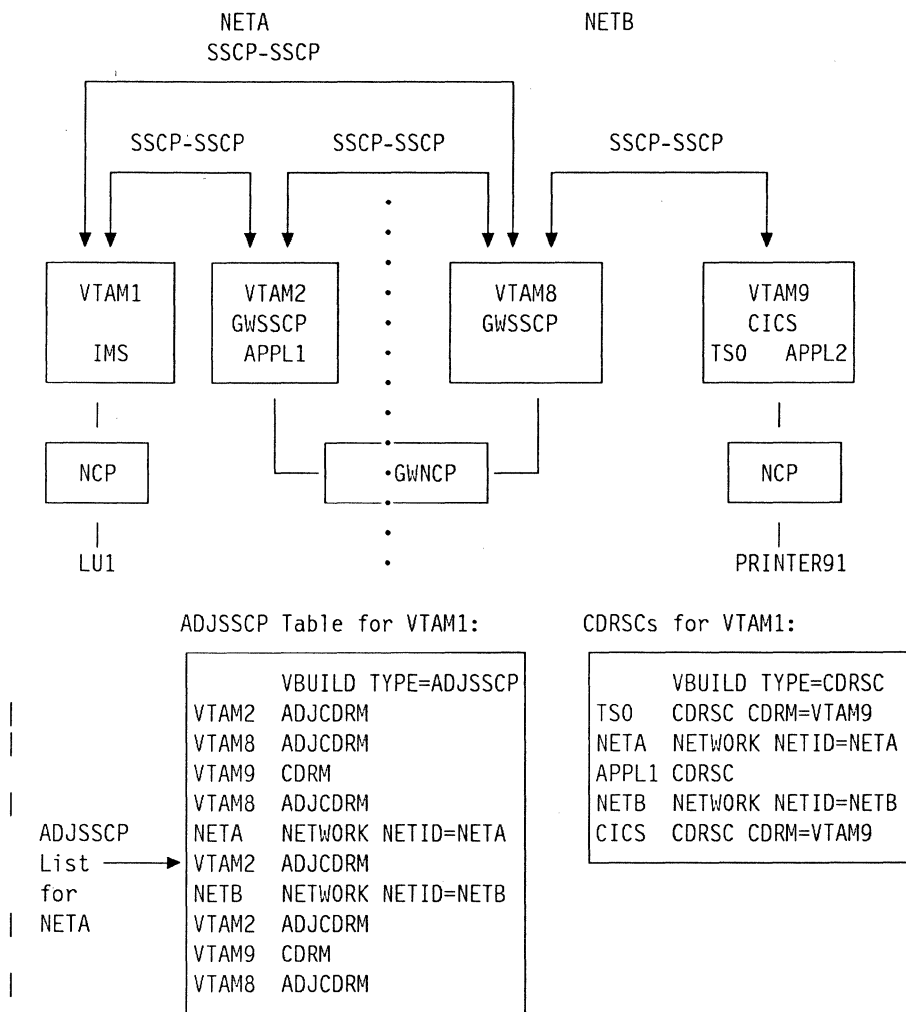 NETA NETB
SSCP-SSCP
SSCP-SSCP SSCP-SSCP SSCP-SSCP
VTAM1 VTAM2 VTAM8 VTAM9
GWSSCP GWSSCP CICS
IMS APPL1 TSO APPL2
NCP GWNCP NCP
LU1 PRINTER91
ADJSSCP Table for VTAM1: CDRSCs for VTAM1:
VBUILD TYPE=ADJSSCP VBUILD TYPE=CDRSC
| VTAM2 ADJCDRM TSO CDRSC CDRM=VTAM9
| VTAM8 ADJCDRM NETA NETWORK NETID=NETA
VTAM9 CDRM APPL1 CDRSC
| VTAM8 ADJCDRM NETB NETWORK NETID=NETB
ADJSSCP NETA NETWORK NETID=NETA CICS CDRSC CDRM=VTAM9
List VTAM2 ADJCDRM
for NETB NETWORK NETID=NETB
| NETA VTAM2 ADJCDRM
VTAM9 CDRM
| VTAM8 ADJCDRM